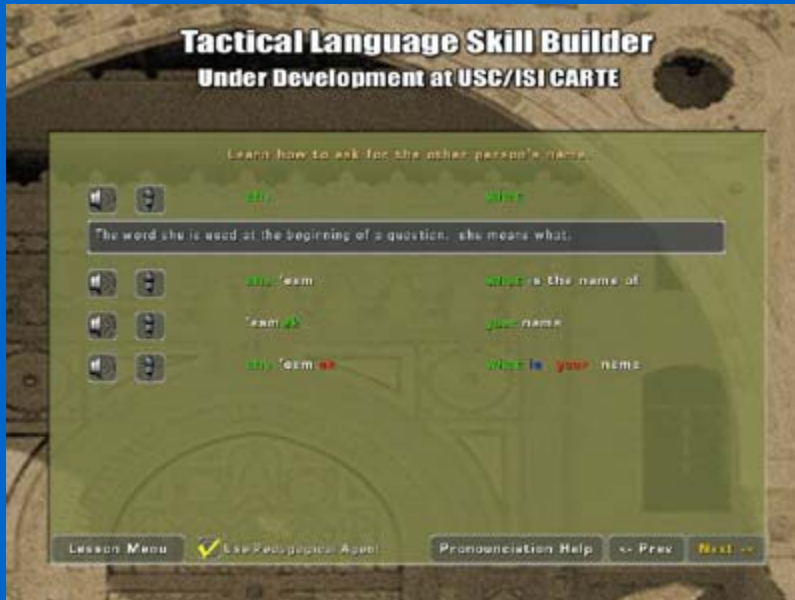 Tactical Language Skill Builder
Under Development at USC/ISI CARTE
Learn how to ask for the other person's name.
shu what
The word shu is used at the beginning of a question. shu means what.
shu 'esm what is the name of
'esm ak your name
shu 'esm ak what is your name
Lesson Menu Use Pedagogical Agent Pronounciation Help <- Prev Next ->